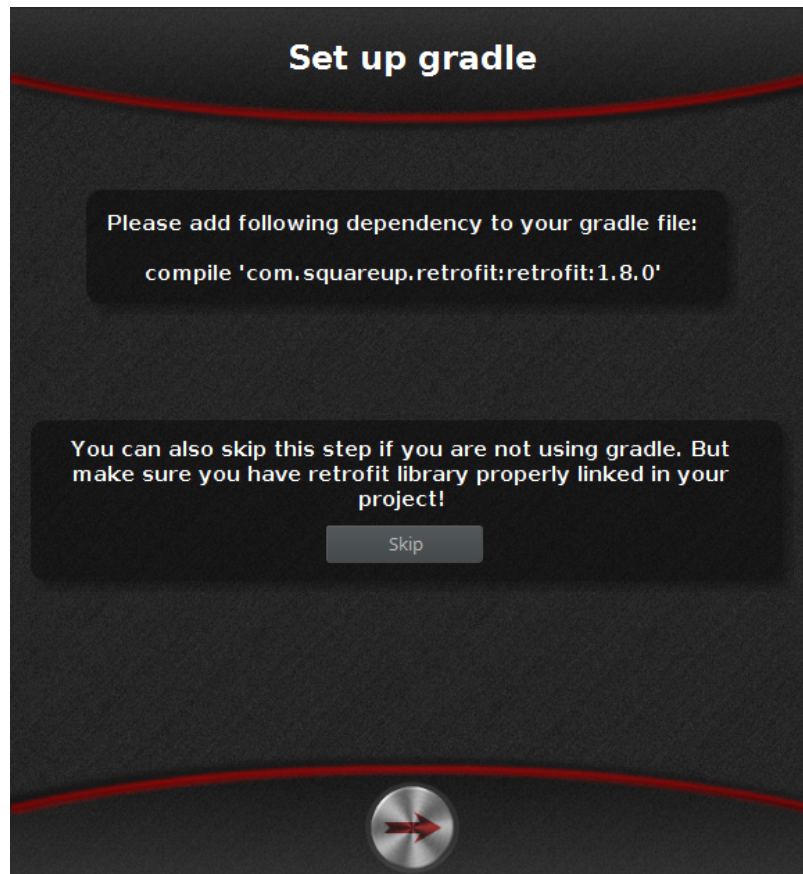 Set up gradle
Please add following dependency to your gradle file:
compile 'com.squareup.retrofit:retrofit:1.8.0'
You can also skip this step if you are not using gradle. But
make sure you have retrofit library properly linked in your
project!
Skip